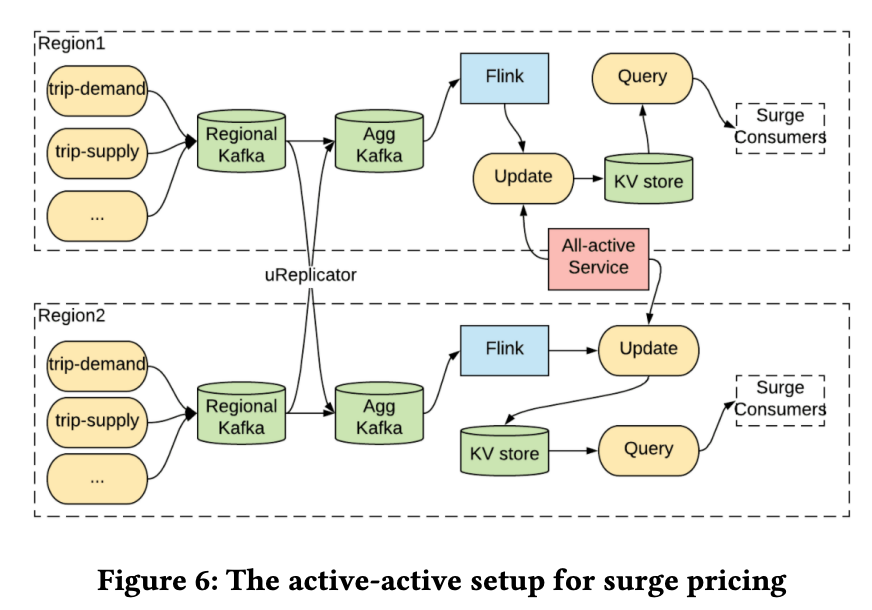 Region1
trip-demand
trip-supply
...
Regional
Kafka
Agg
Kafka
Flink
Update
KV store
Query
Surge
Consumers
All-active
Service
uReplicator
Region2
trip-demand
trip-supply
...
Regional
Kafka
Agg
Kafka
Flink
Update
KV store
Query
Surge
Consumers
Figure 6: The active-active setup for surge pricing